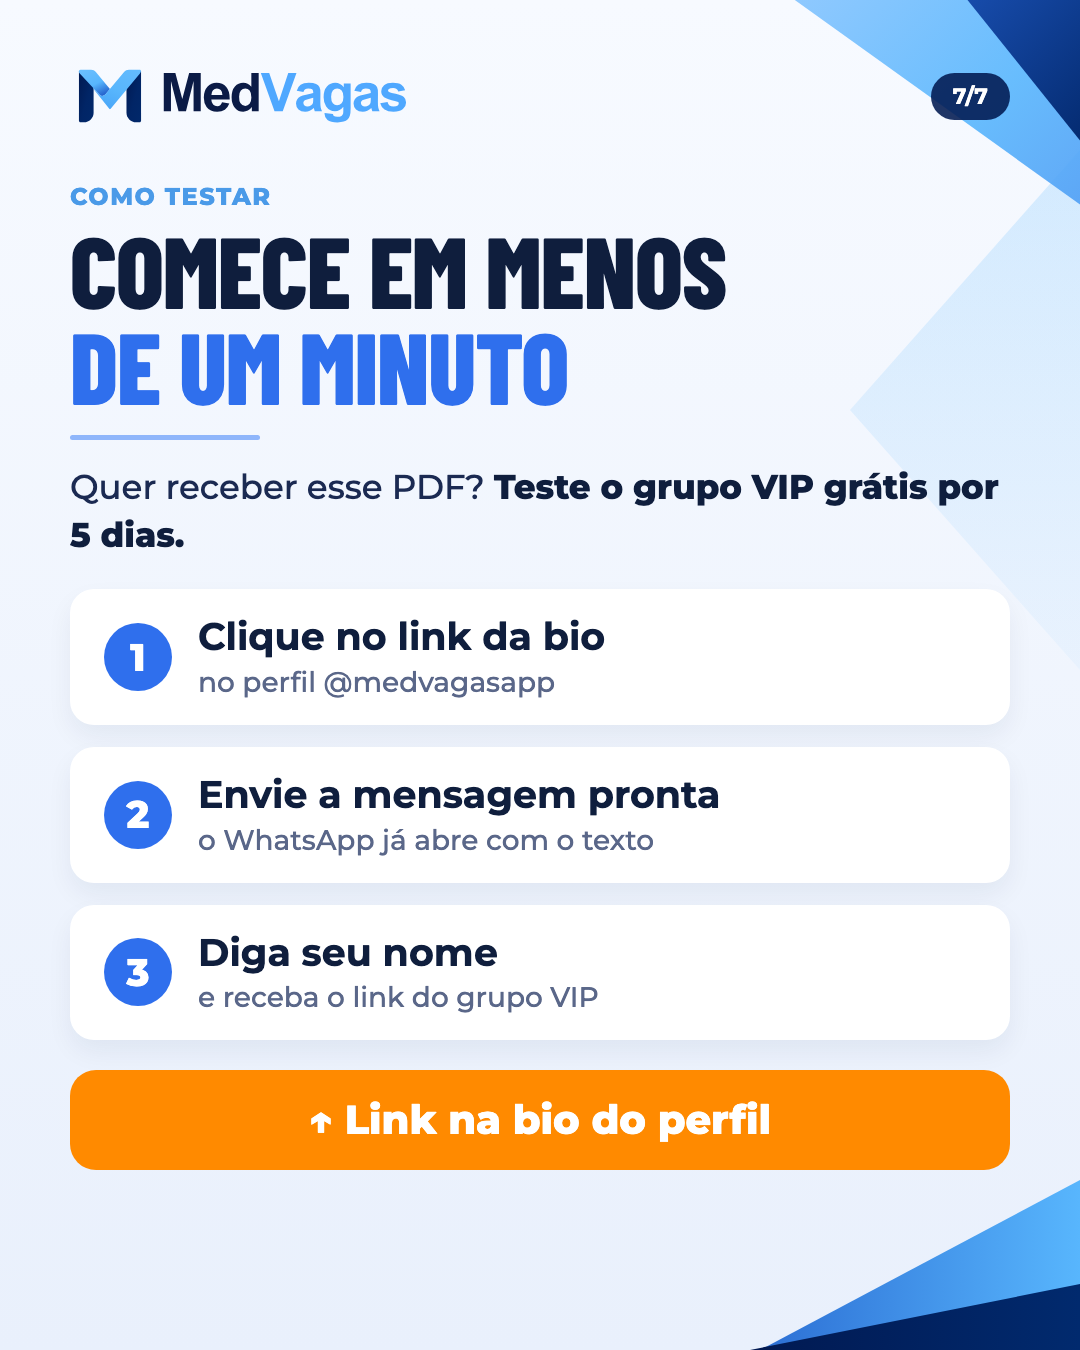 MedVagas
7/7
COMO TESTAR
COMECE EM MENOS
DE UM MINUTO
Quer receber esse PDF? Teste o grupo VIP grátis por
5 dias.
1
Clique no link da bio
no perfil @medvagasapp
2
Envie a mensagem pronta
o WhatsApp já abre com o texto
3
Diga seu nome
e receba o link do grupo VIP
↑ Link na bio do perfil